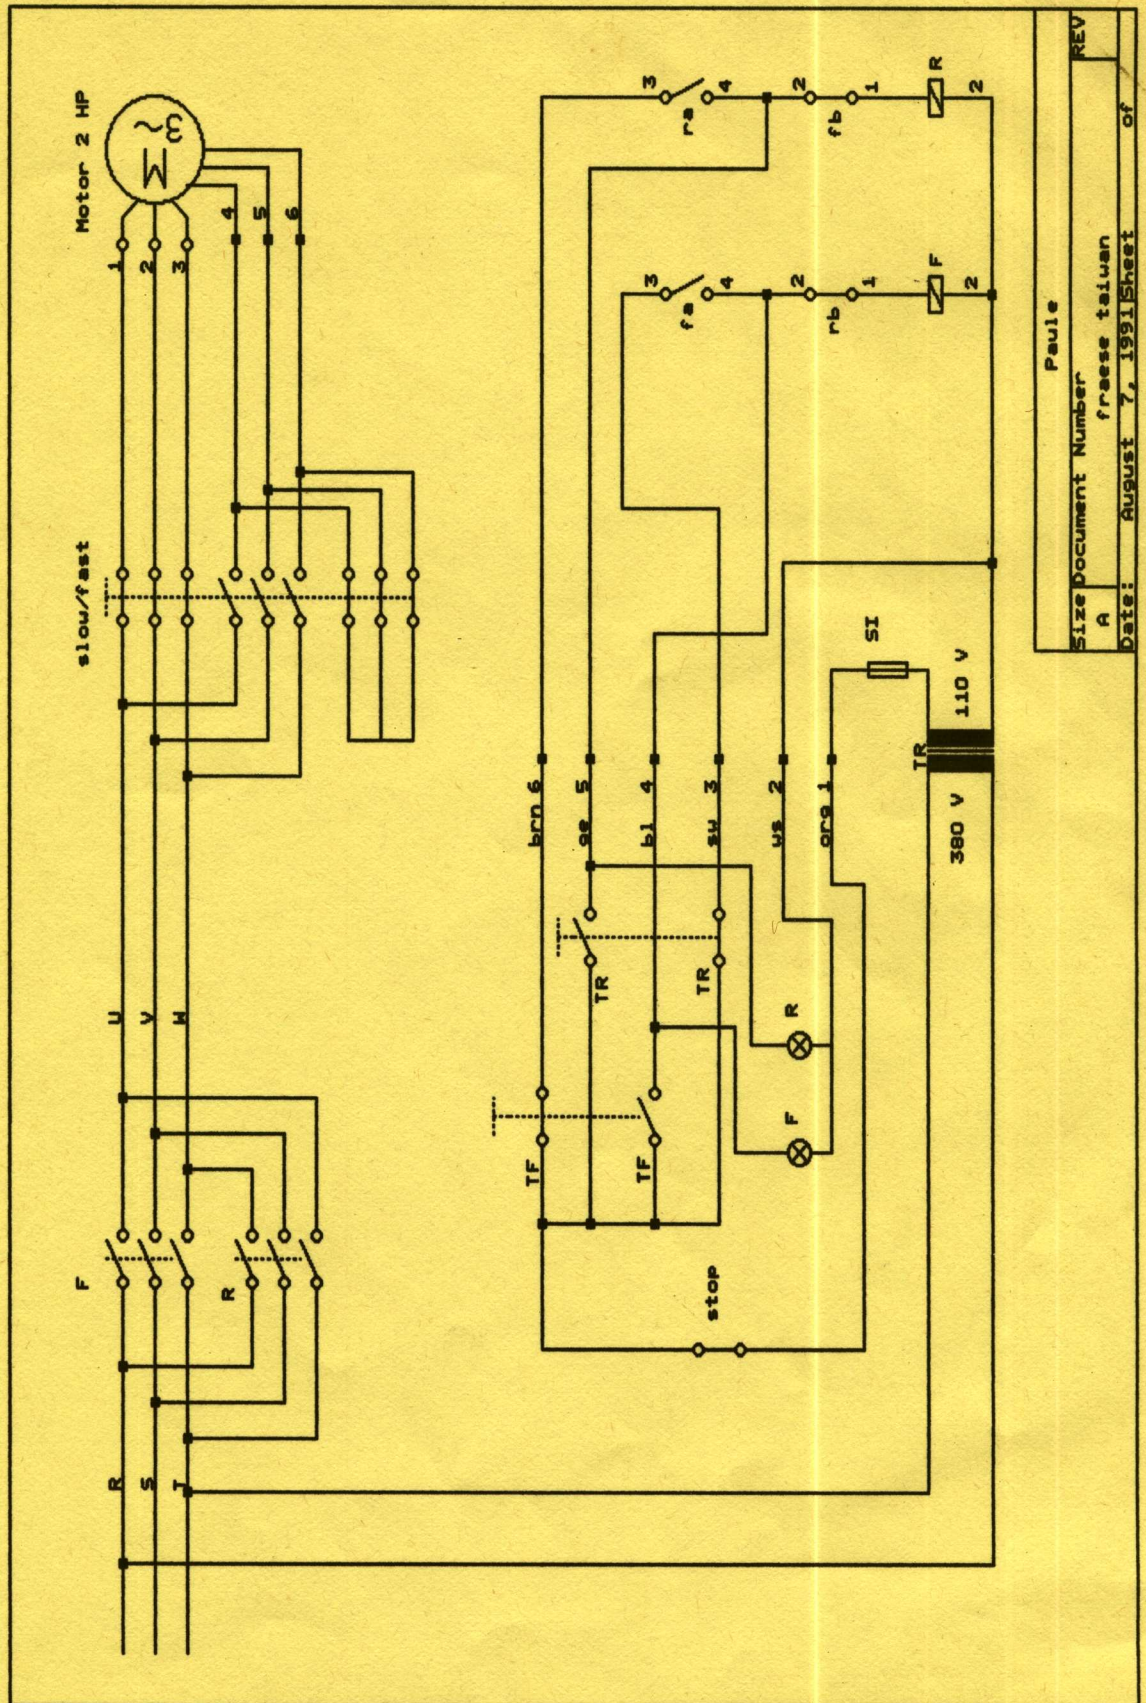 F
slow/fast
Motor 2 HP
R
U
1
S
V
2
M
3~
T
W
3
R
4
5
6
TF
brn 6
ge 5
TR
TF
bl 4
3
ra
4
3
fa
4
TR
sw 3
stop
F
R
ws 2
2
fb
1
2
rb
1
org 1
SI
TR
R
2
F
2
380 V
110 V
Paule
Size
Document Number
REV
A
fraese taiwan
Date: August 7, 1991
Sheet of